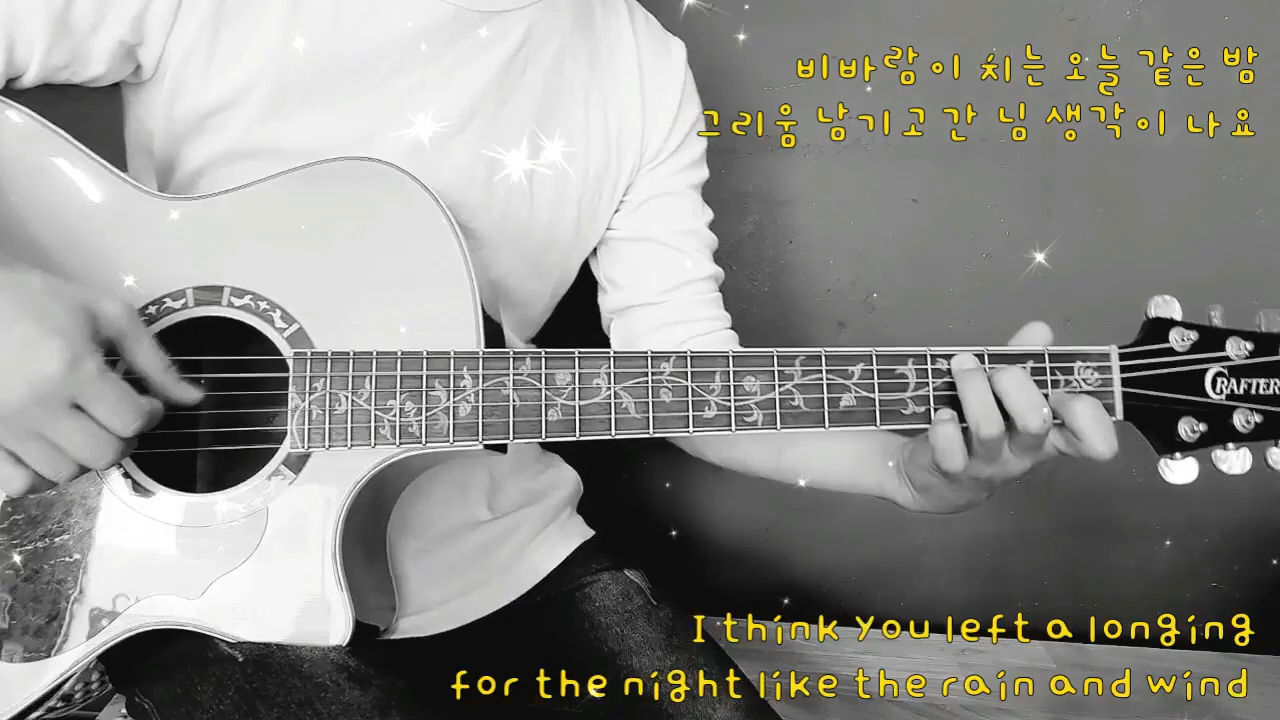 비바람이 치는 오늘 같은 밤
그리움 남기고 간 님 생각이 나요
CRAFTER
I think you left a longing
for the night like the rain and wind